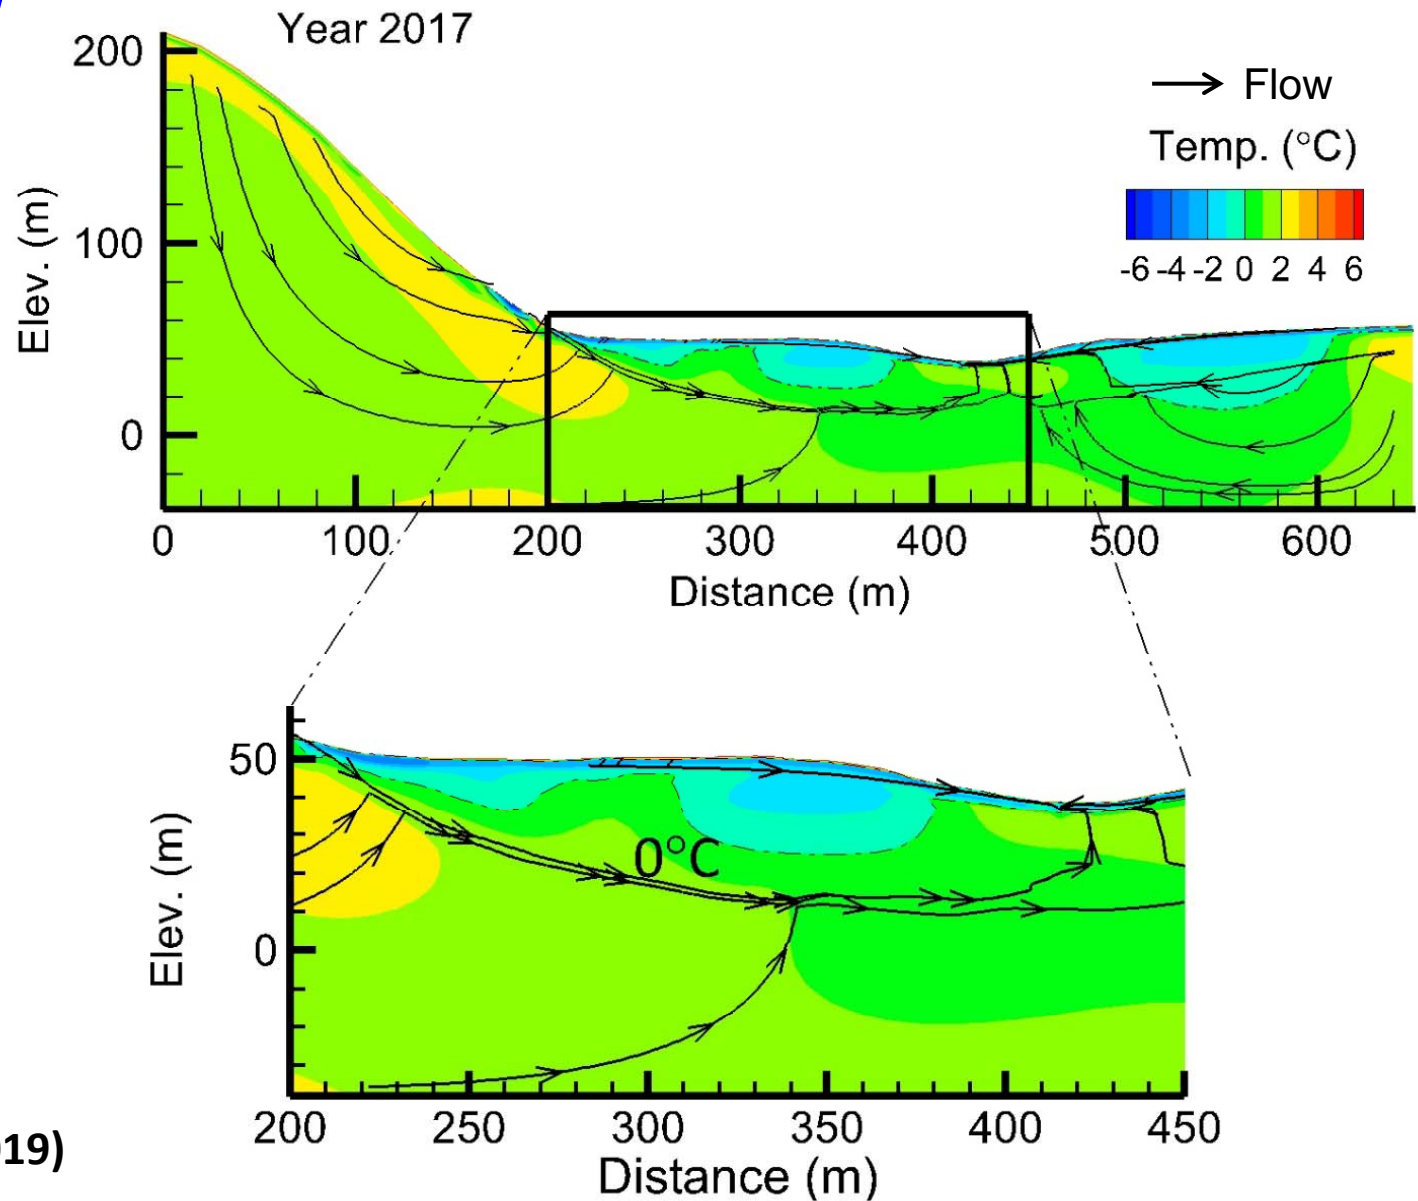 Year 2017
Flow
Temp. (°C)
-6 -4 -2 0 2 4 6
200
100
0
Elev. (m)
0 100 200 300 400 500 600
Distance (m)
50
0
0°C
Elev. (m)
200 250 300 350 400 450
Distance (m)
19)